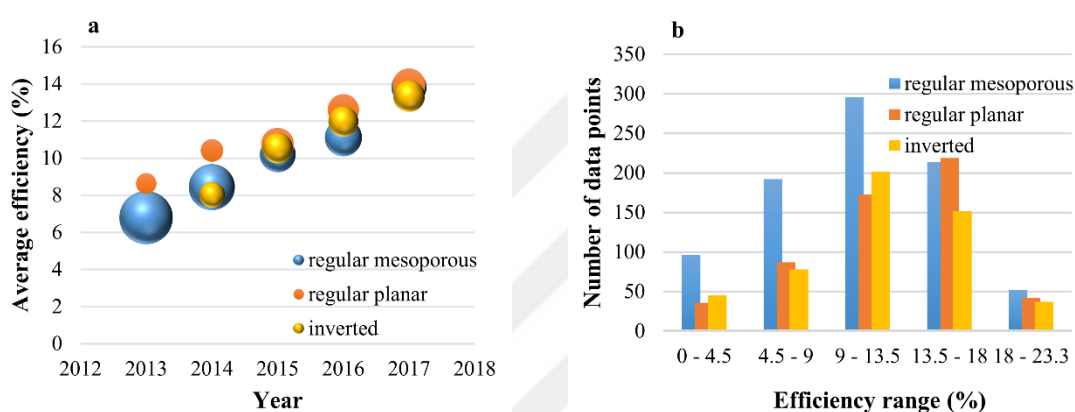 a
Average efficiency (%)
16
14
12
10
8
6
4
2
0
2012 2013 2014 2015 2016 2017 2018
Year
regular mesoporous
regular planar
inverted
b
Number of data points
350
300
250
200
150
100
50
0
0 - 4.5 4.5 - 9 9 - 13.5 13.5 - 18 18 - 23.3
Efficiency range (%)
regular mesoporous
regular planar
inverted